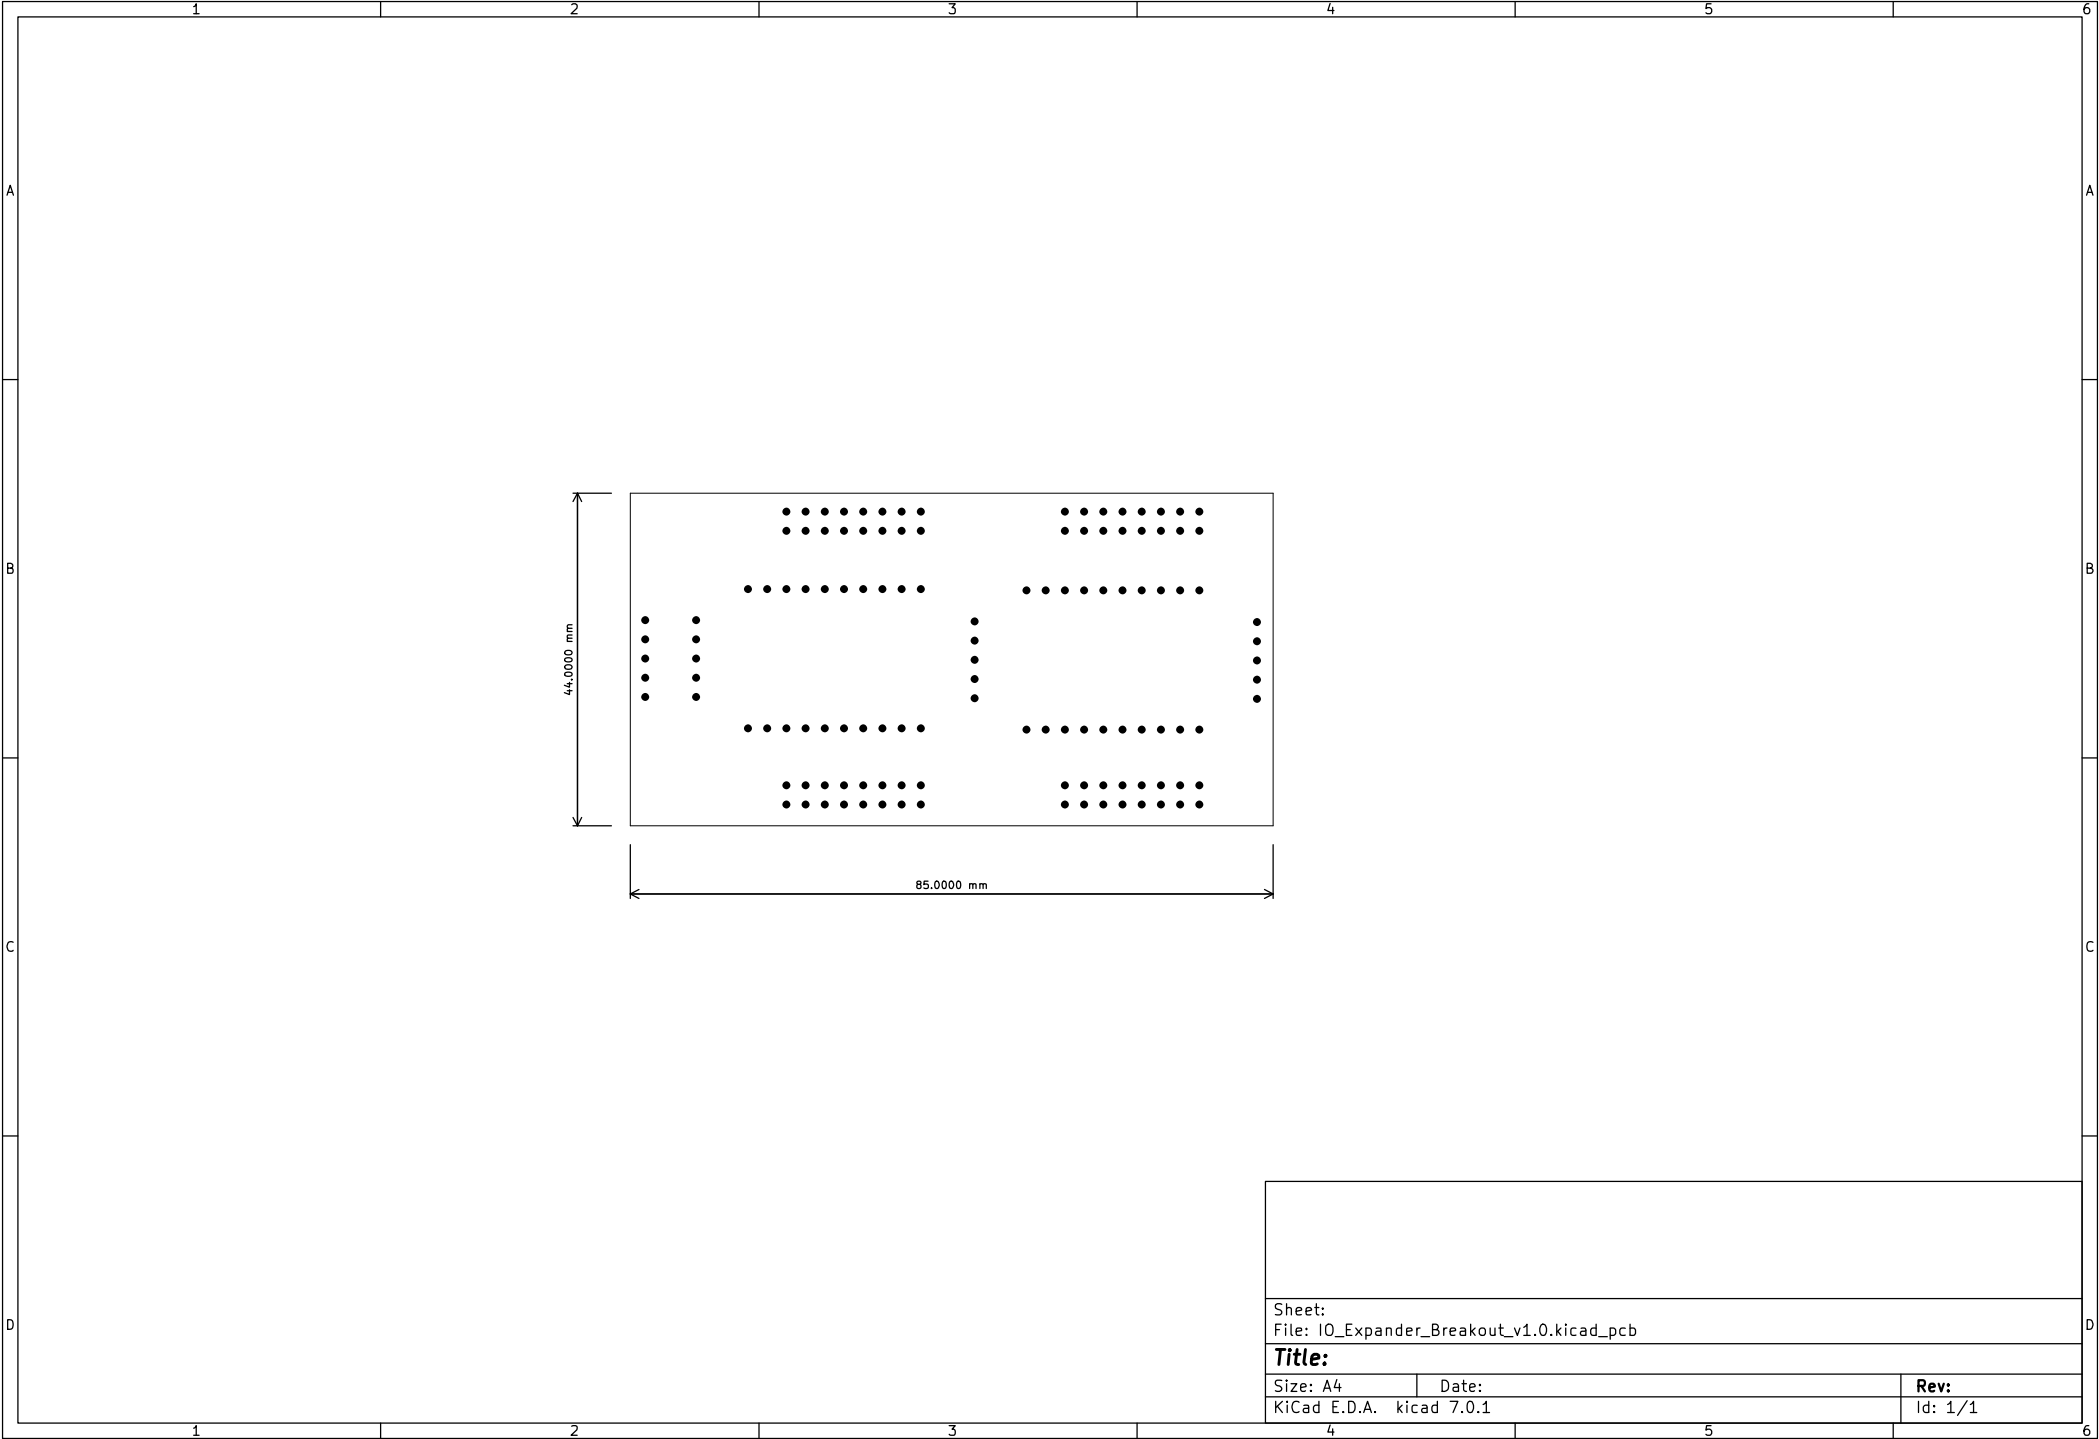 1 2 3 4 5 6
A A
B B
44.0000 mm
85.0000 mm
C C
Sheet:
File: IO_Expander_Breakout_v1.0.kicad_pcb
D D
Title:
Size: A4 Date: Rev:
KiCad E.D.A. kicad 7.0.1 Id: 1/1
1 2 3 4 5 6